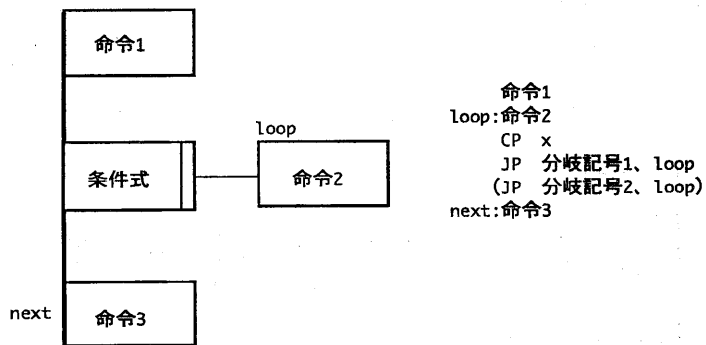 命令1
条件式
loop
命令2
next
命令3
命令1
loop:命令2
CP x
JP 分岐記号1、loop
(JP 分岐記号2、loop)
next:命令3